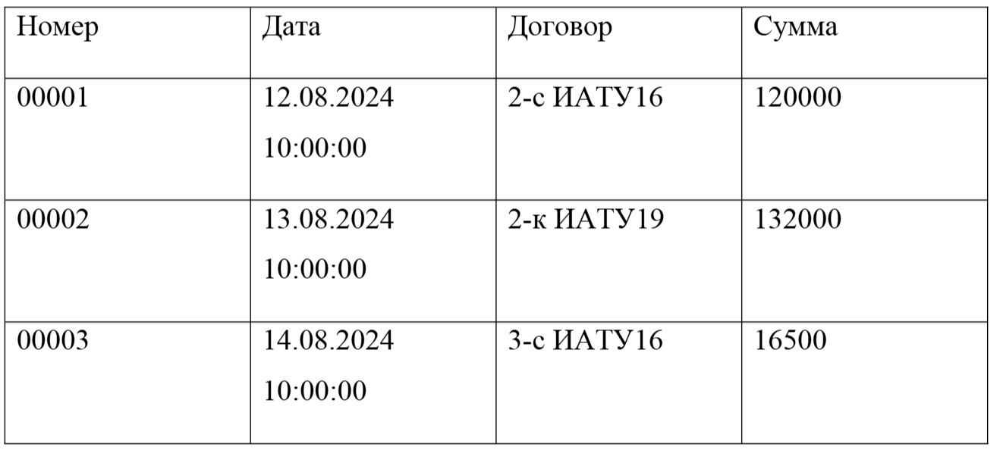 Номер Дата Договор Сумма
00001 12.08.2024 2-с ИАТУ16 120000
10:00:00
00002 13.08.2024 2-к ИАТУ19 132000
10:00:00
00003 14.08.2024 3-с ИАТУ16 16500
10:00:00